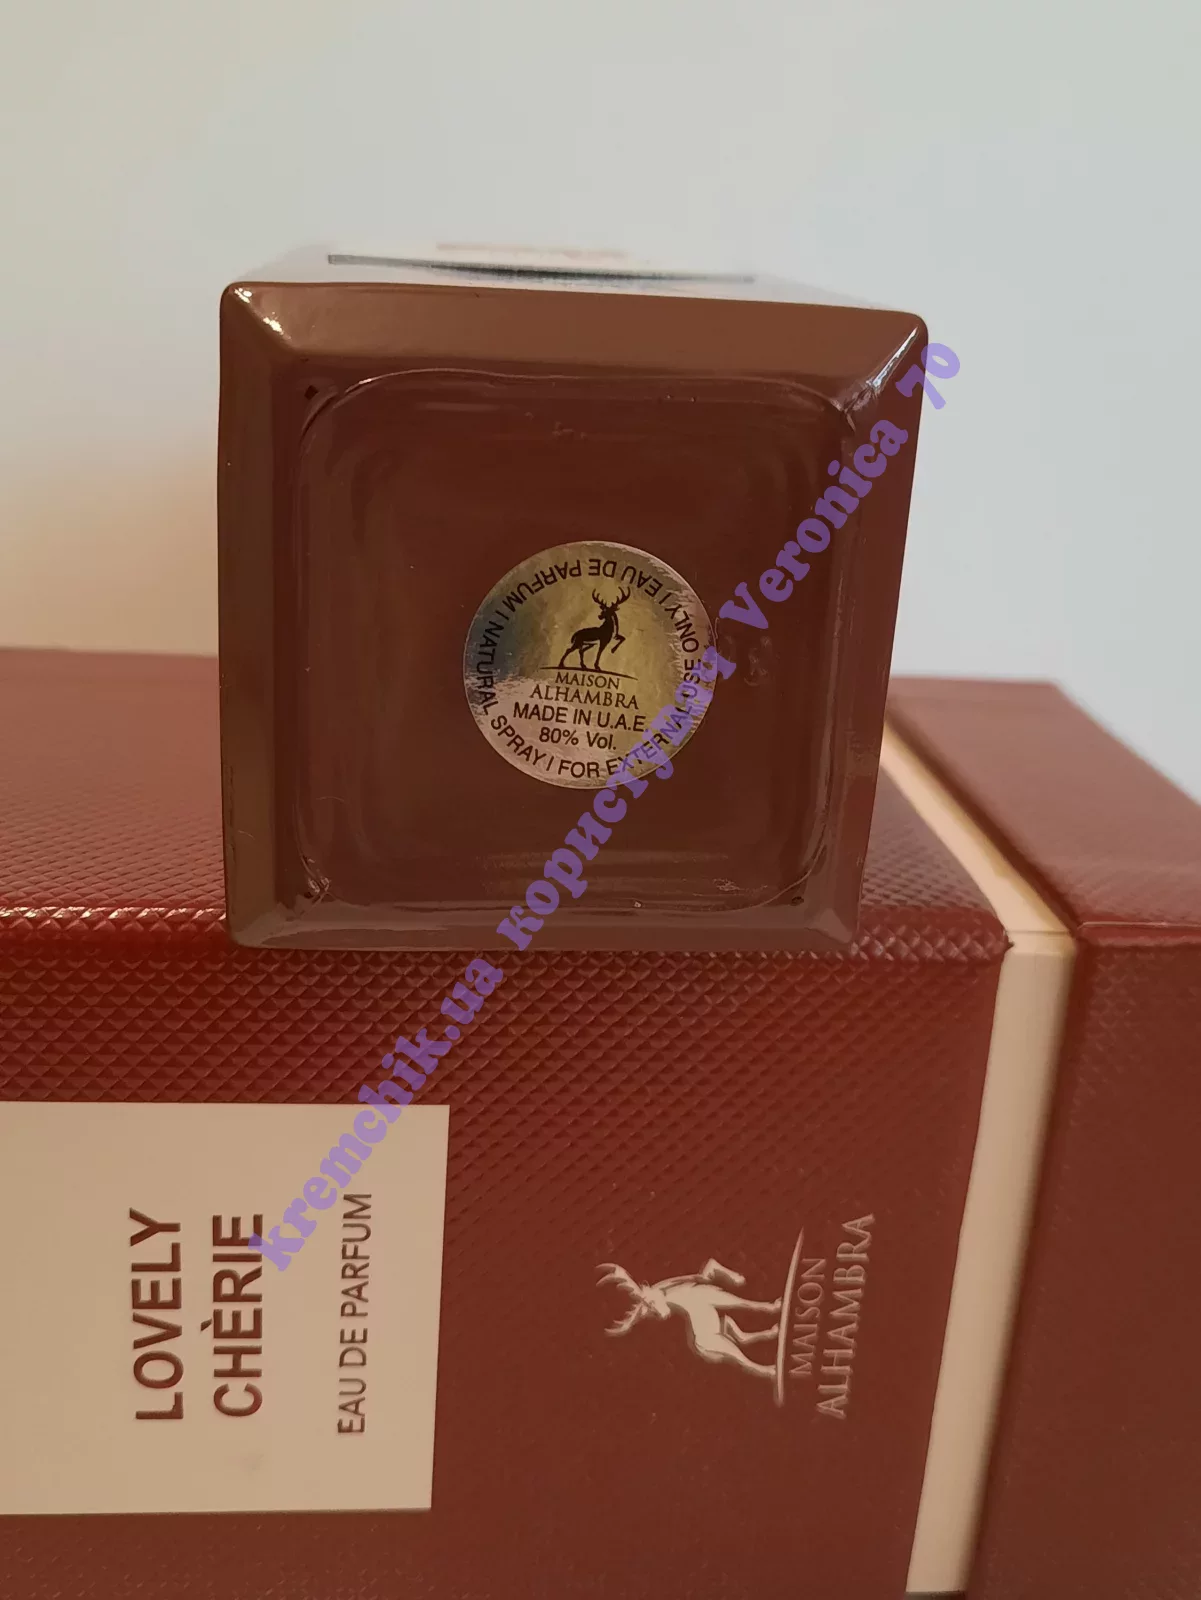 EAU DE PARFUM / NATURAL SPRAY / FOR EXTERNAL USE ONLY /
MAISON
ALHAMBRA
MADE IN U.A.E.
80% Vol.
LOVELY
CHÈRIE
EAU DE PARFUM
MAISON
ALHAMBRA
kremchik.ua користувач Veronica 70